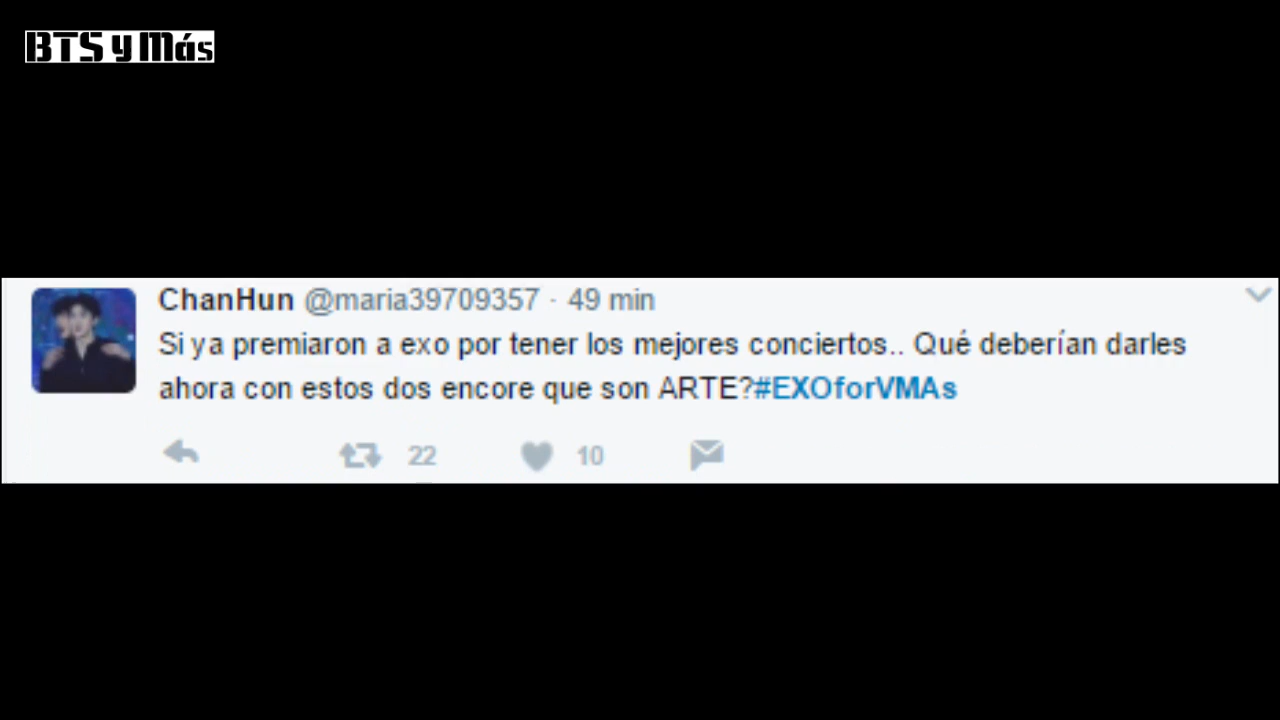 BTS y Más
ChanHun @maria39709357 · 49 min
Si ya premiaron a exo por tener los mejores conciertos.. Qué deberían darles
ahora con estos dos encore que son ARTE?#EXOforVMAs
22 10